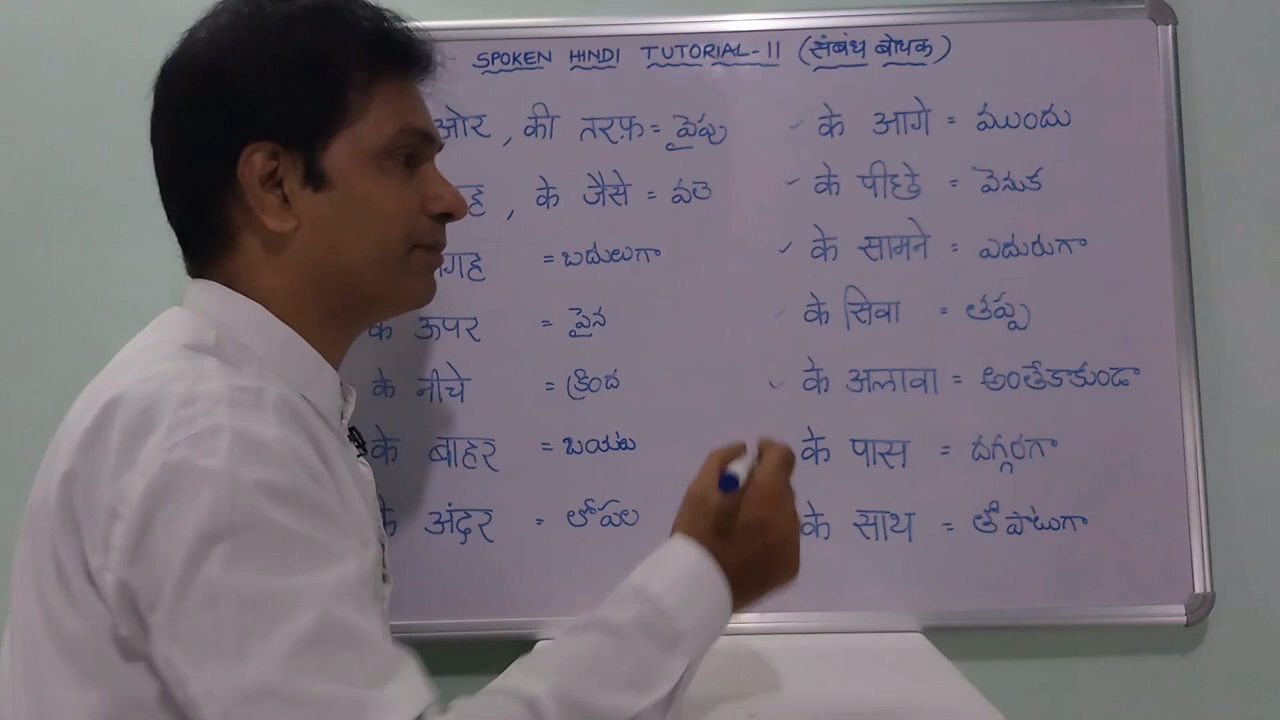 SPOKEN HINDI TUTORIAL-11 (संबंध बोधक)
ओर , की तरफ़ = వైపు
, के जैसे = వలె
= బదులుగా
के ऊपर = పైన
के नीचे = క్రింద
के बाहर = బయట
के अंदर = లోపల
के आगे = ముందు
के पीछे = వెనుక
के सामने = ఎదురుగా
के सिवा = తప్ప
के अलावा = అంతేకాకుండా
के पास = దగ్గరగా
के साथ = తో పాటుగా